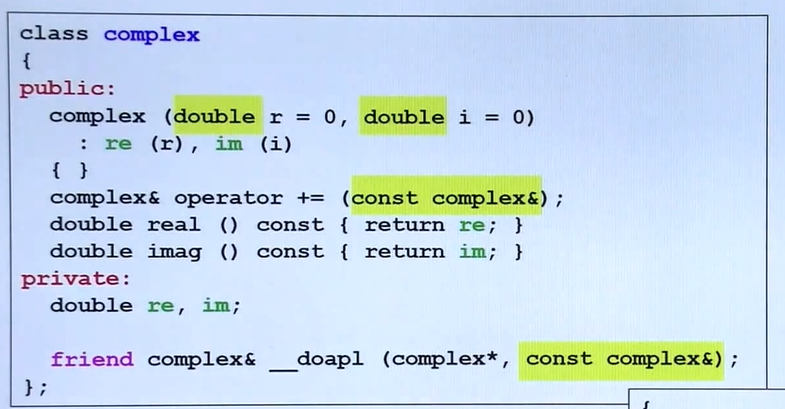 class complex
{
public:
complex (double r = 0, double i = 0)
: re (r), im (i)
{ }
complex& operator += (const complex&);
double real () const { return re; }
double imag () const { return im; }
private:
double re, im;
friend complex& __doapl (complex*, const complex&);
};
{